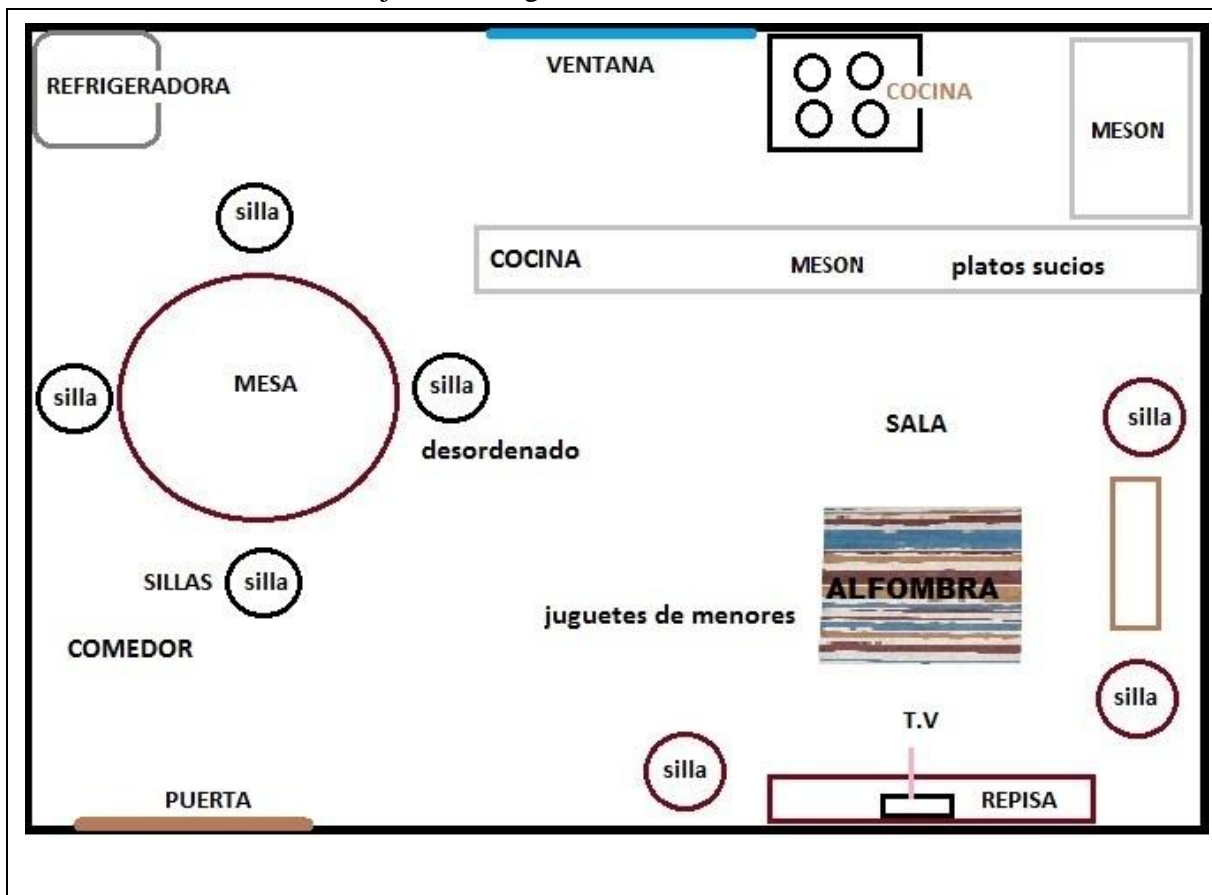 REFRIGERADORA
VENTANA
COCINA
MESON
silla
COCINA
MESON
platos sucios
silla
MESA
silla
desordenado
SALA
silla
ALFOMBRA
juguetes de menores
SILLAS
silla
COMEDOR
silla
T.V
silla
PUERTA
REPISA